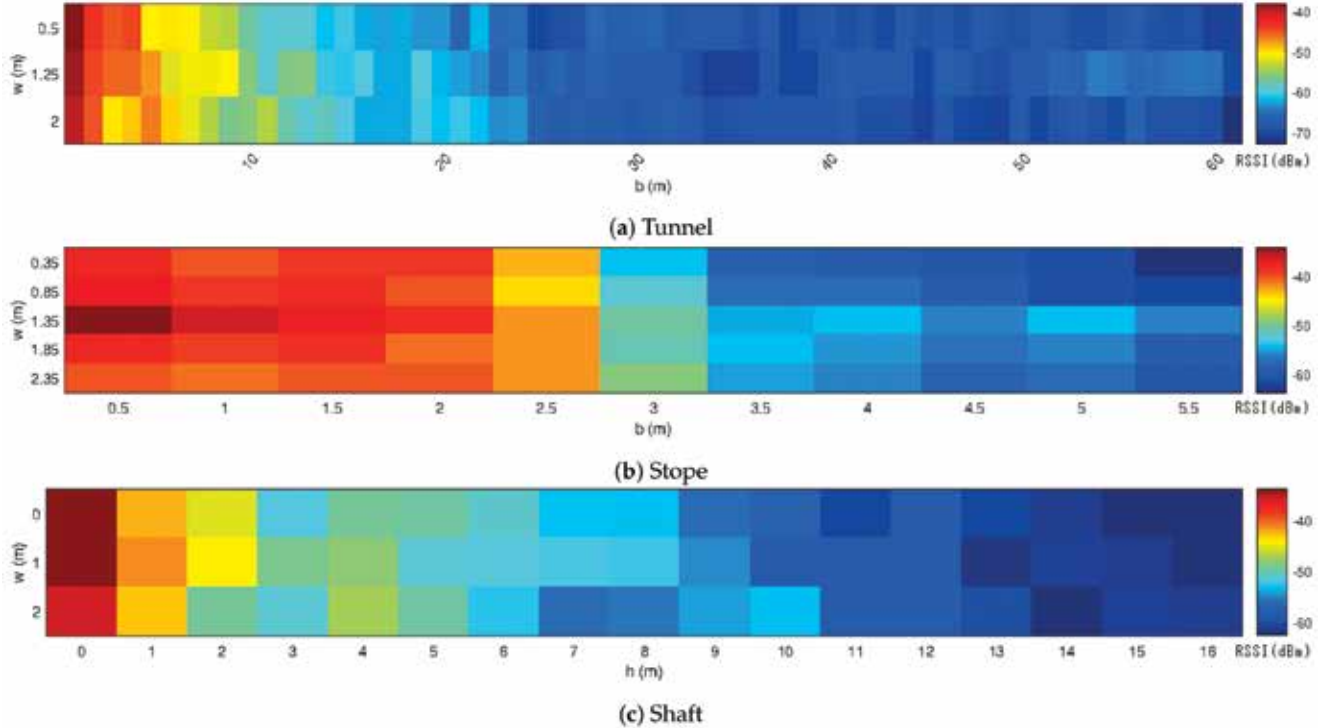 0.5
1.25
2
w (m)
10
20
30
40
50
60
b (m)
-40
-50
-60
-70
RSSI(dBm)
(a) Tunnel
0.35
0.85
1.35
1.85
2.35
w (m)
0.5 1 1.5 2 2.5 3 3.5 4 4.5 5 5.5
b (m)
-40
-50
-60
RSSI(dBm)
(b) Stope
0
1
2
w (m)
0 1 2 3 4 5 6 7 8 9 10 11 12 13 14 15 16
h (m)
-40
-50
-60
RSSI(dBm)
(c) Shaft